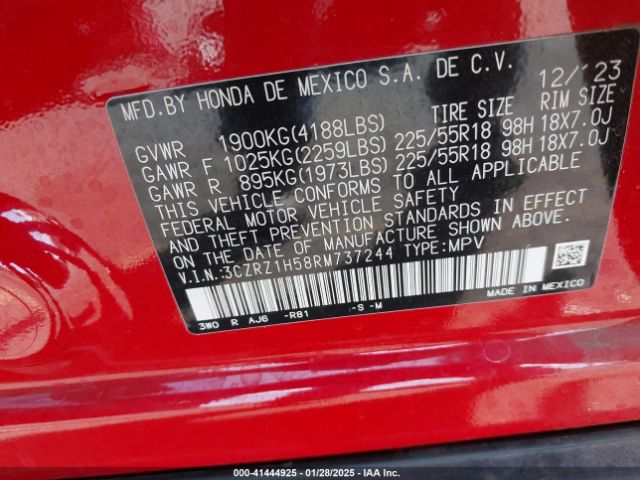 MFD.BY HONDA DE MEXICO S.A. DE C.V. 12/'23
TIRE SIZE RIM SIZE
GVWR 1900KG(4188LBS)
GAWR F 1025KG(2259LBS) 225/55R18 98H 18X7.0J
GAWR R 895KG(1973LBS) 225/55R18 98H 18X7.0J
THIS VEHICLE CONFORMS TO ALL APPLICABLE
FEDERAL MOTOR VEHICLE SAFETY
AND BUMPER STANDARDS IN EFFECT
ON THE DATE OF MANUFACTURE SHOWN ABOVE.
V.I.N.:3CZRZ1H58RM737244 TYPE:MPV
3W0 R AJ6 -R81 -S -M
MADE IN MEXICO
00-41444925 | 01/28/2025 | IAA Inc.